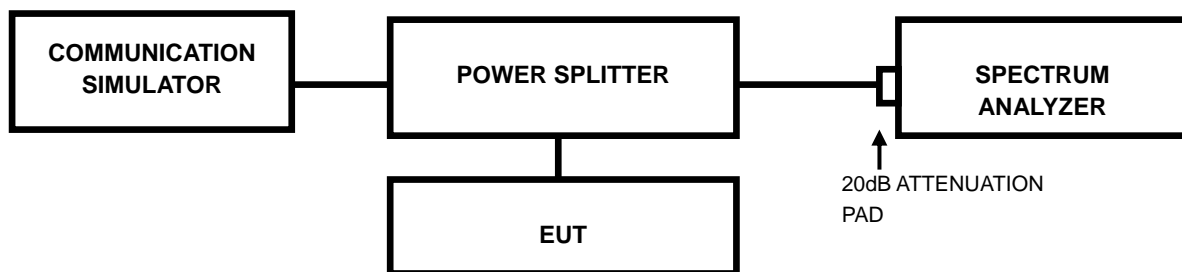 COMMUNICATION
SIMULATOR
POWER SPLITTER
SPECTRUM
ANALYZER
20dB ATTENUATION
PAD
EUT